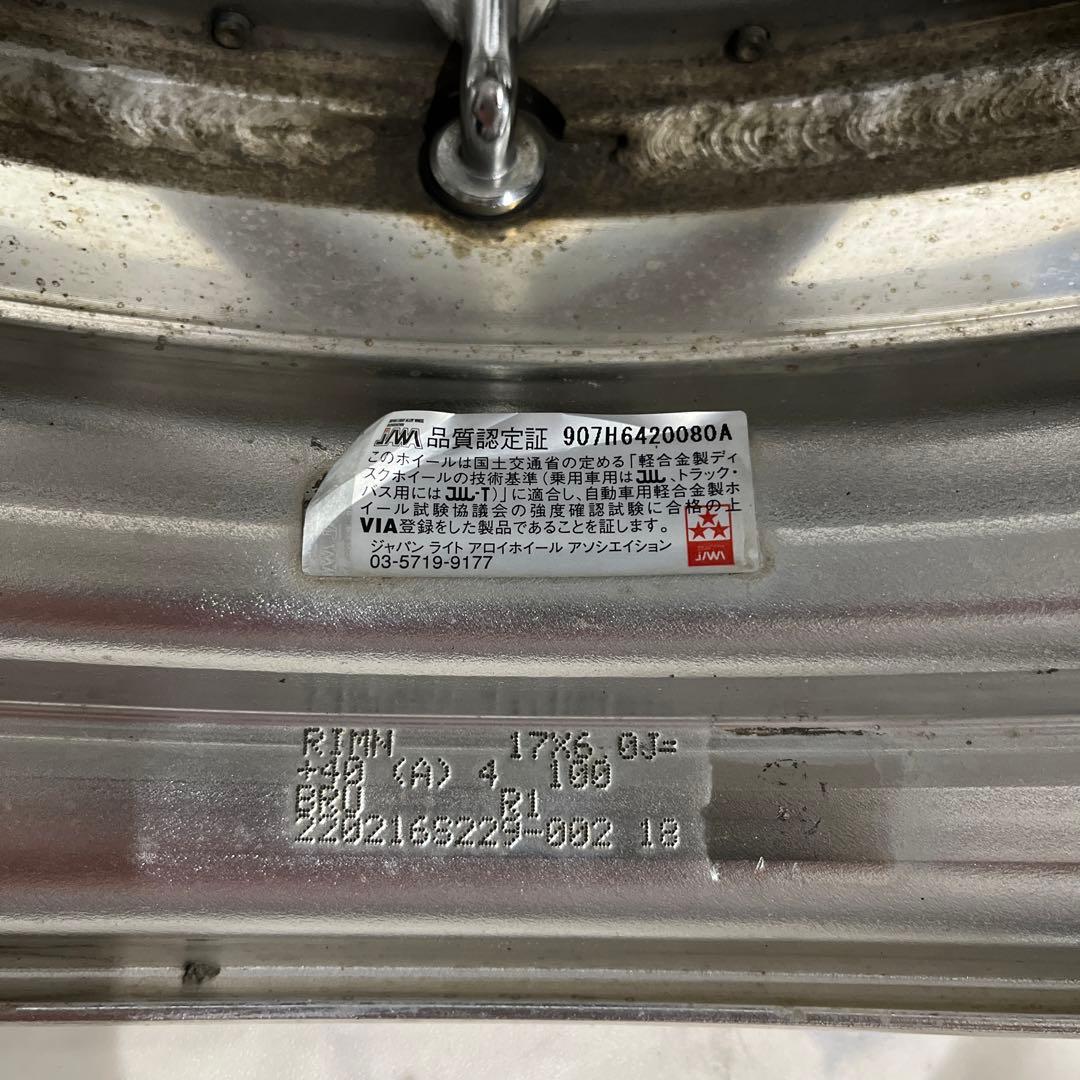 JAWA 品質認定証 907H6420080A
このホイールは国土交通省の定める「軽合金製ディ
スクホイールの技術基準（乗用車用はJWL、トラック・
バス用にはJWL-T）」に適合し、自動車用軽合金製ホ
イール試験協議会の強度確認試験に合格の上
VIA登録をした製品であることを証します。
ジャパン ライト アロイホイール アソシエイション
03-5719-9177
JAWA
RIMN 17X6.0J=
+40 (A) 4 100
BRU R1
220216S229-002 18